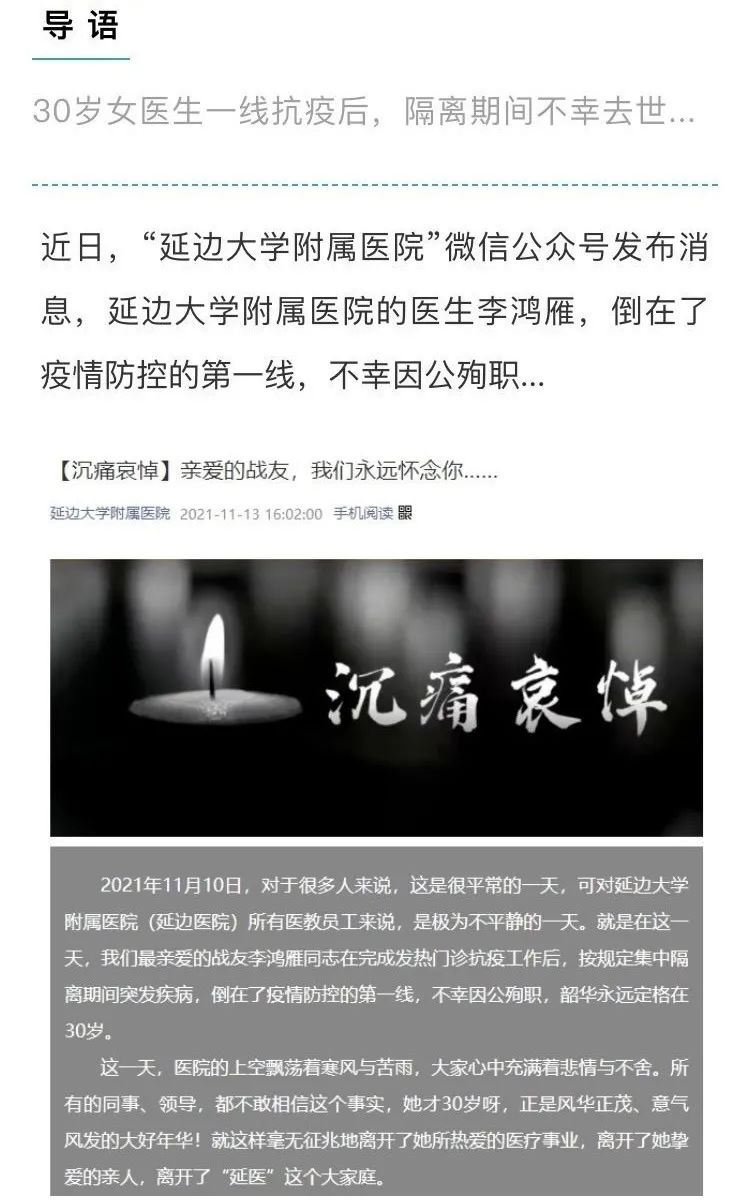 导 语
30岁女医生一线抗疫后，隔离期间不幸去世...
近日，“延边大学附属医院”微信公众号发布消
息，延边大学附属医院的医生李鸿雁，倒在了
疫情防控的第一线，不幸因公殉职...
【沉痛哀悼】亲爱的战友，我们永远怀念你……
延边大学附属医院 2021-11-13 16:02:00 手机阅读
沉痛哀悼
2021年11月10日，对于很多人来说，这是很平常的一天，可对延边大学
附属医院（延边医院）所有医教员工来说，是极为不平静的一天。就是在这一
天，我们最亲爱的战友李鸿雁同志在完成发热门诊抗疫工作后，按规定集中隔
离期间突发疾病，倒在了疫情防控的第一线，不幸因公殉职，韶华永远定格在
30岁。
这一天，医院的上空飘荡着寒风与苦雨，大家心中充满着悲情与不舍。所
有的同事、领导，都不敢相信这个事实，她才30岁呀，正是风华正茂、意气
风发的大好年华！就这样毫无征兆地离开了她所热爱的医疗事业，离开了她挚
爱的亲人，离开了“延医”这个大家庭。